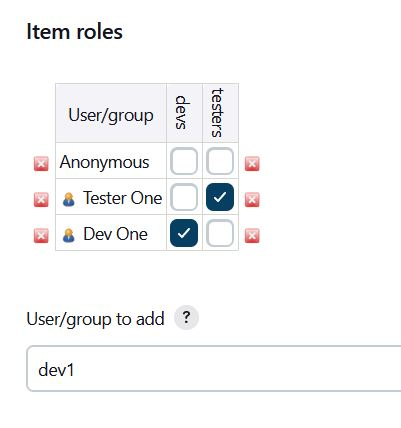 Item roles
User/group devs testers
Anonymous
Tester One
Dev One
User/group to add ?
dev1